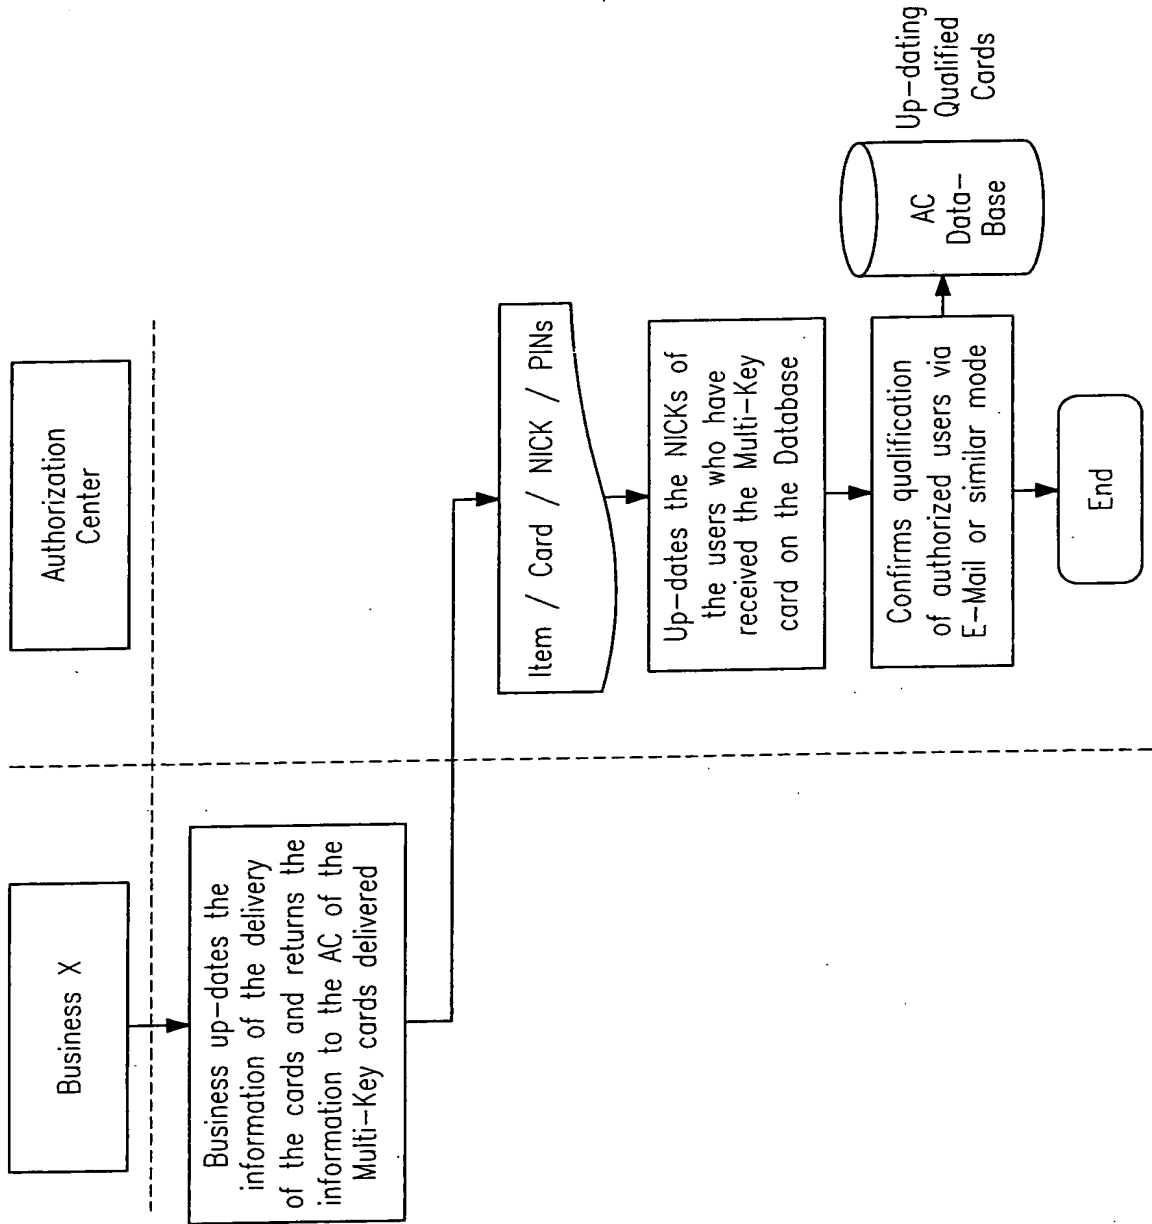 Business X
Authorization
Center
Business up-dates the
information of the delivery
of the cards and returns the
information to the AC of the
Multi-Key cards delivered
Item / Card / NICK / PINs
Up-dates the NICKs of
the users who have
received the Multi-Key
card on the Database
Confirms qualification
of authorized users via
E-Mail or similar mode
AC
Data-
Base
Up-dating
Qualified
Cards
End